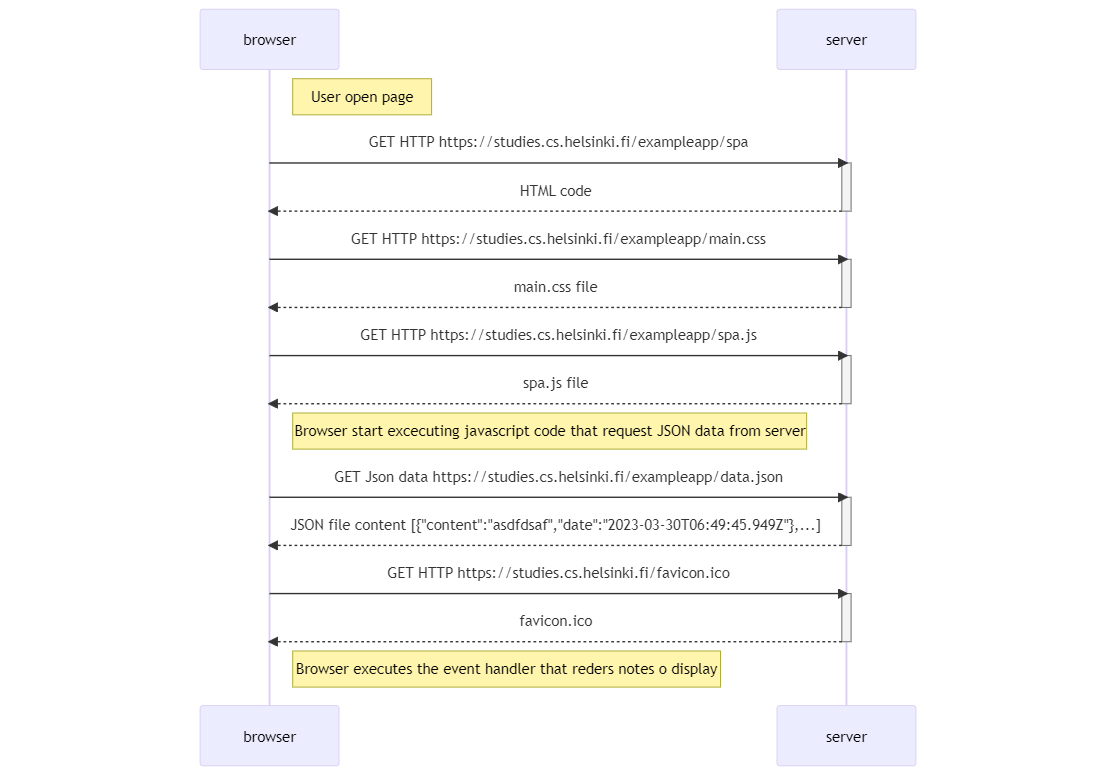 browser server
User open page
GET HTTP https://studies.cs.helsinki.fi/exampleapp/spa
HTML code
GET HTTP https://studies.cs.helsinki.fi/exampleapp/main.css
main.css file
GET HTTP https://studies.cs.helsinki.fi/exampleapp/spa.js
spa.js file
Browser start excecuting javascript code that request JSON data from server
GET Json data https://studies.cs.helsinki.fi/exampleapp/data.json
JSON file content [{"content":"asdfdsaf","date":"2023-03-30T06:49:45.949Z"},...]
GET HTTP https://studies.cs.helsinki.fi/favicon.ico
favicon.ico
Browser executes the event handler that reders notes o display
browser server